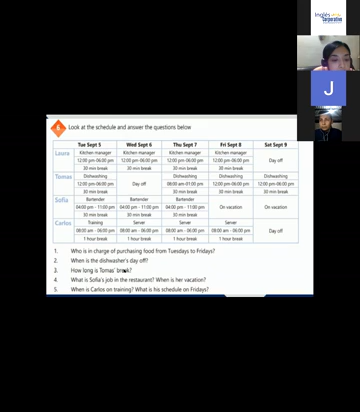 Inglés
Corporativo
J
6 Look at the schedule and answer the questions below
Tue Sept 5 Wed Sept 6 Thu Sept 7 Fri Sept 8 Sat Sept 9
Laura Kitchen manager Kitchen manager Kitchen manager Kitchen manager Day off
12:00 pm-06:00 pm 12:00 pm-06:00 pm 12:00 pm-06:00 pm 12:00 pm-06:00 pm
30 min break 30 min break 30 min break 30 min break
Tomas Dishwashing Day off Dishwashing Dishwashing Dishwashing
12:00 pm-06:00 pm 08:00 am-01:00 pm 12:00 pm-06:00 pm 12:00 pm-06:00 pm
30 min break 30 min break 30 min break 30 min break
Sofia Bartender Bartender Bartender On vacation On vacation
04:00 pm - 11:00 pm 04:00 pm - 11:00 pm 04:00 pm - 11:00 pm
30 min break 30 min break 30 min break
Carlos Training Server Server Server Day off
08:00 am - 06:00 pm 08:00 am - 06:00 pm 08:00 am - 06:00 pm 08:00 am - 06:00 pm
1 hour break 1 hour break 1 hour break 1 hour break
1. Who is in charge of purchasing food from Tuesdays to Fridays?
2. When is the dishwasher's day off?
3. How long is Tomas' break?
4. What is Sofia's job in the restaurant? When is her vacation?
5. When is Carlos on training? What is his schedule on Fridays?